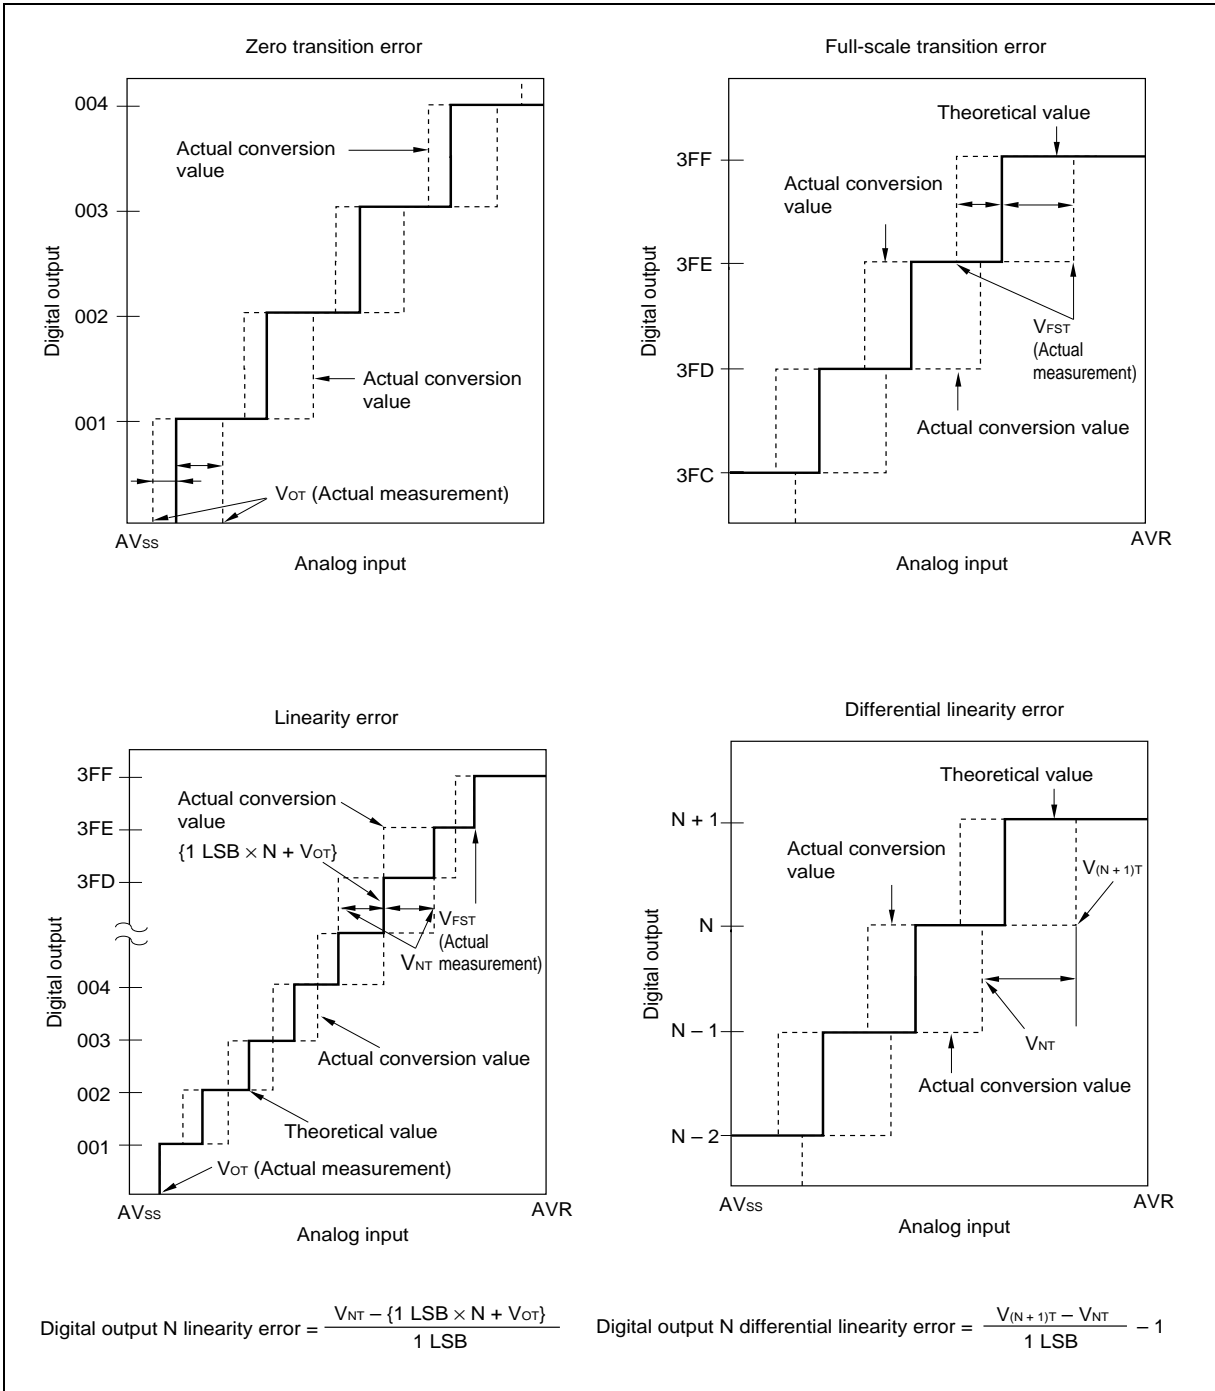 Zero transition error
004
003
002
001
Digital output
Actual conversion
value
Actual conversion
value
VOT (Actual measurement)
AVSS
Analog input
Full-scale transition error
3FF
3FE
3FD
3FC
Digital output
Theoretical value
Actual conversion
value
VFST
(Actual
measurement)
Actual conversion value
AVR
Analog input
Linearity error
3FF
3FE
3FD
004
003
002
001
Digital output
Actual conversion
value
{1 LSB × N + VOT}
VFST
(Actual
measurement)
VNT
Actual conversion value
Theoretical value
VOT (Actual measurement)
AVSS
AVR
Analog input
Differential linearity error
N + 1
N
N – 1
N – 2
Digital output
Theoretical value
Actual conversion
value
V(N + 1)T
VNT
Actual conversion value
AVSS
AVR
Analog input
Digital output N linearity error = VNT – {1 LSB × N + VOT}
1 LSB
Digital output N differential linearity error = V(N + 1)T – VNT – 1
1 LSB